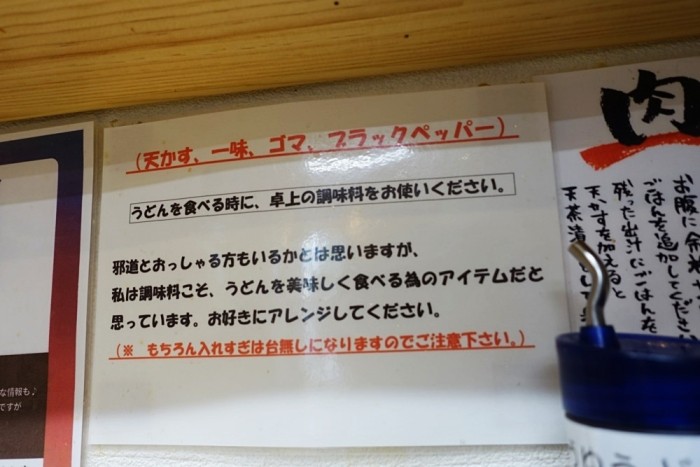 (天かす、一味、ゴマ、ブラックペッパー)
うどんを食べる時に、卓上の調味料をお使いください。
邪道とおっしゃる方もいるかとは思いますが、
私は調味料こそ、うどんを美味しく食べる為のアイテムだと
思っています。お好きにアレンジしてください。
(※ もちろん入れすぎは台無しになりますのでご注意下さい。)
肉
お腹に余裕
ごはんを追加してください
残った出汁にごはんを
天かすを加えると
天茶漬
な情報も♪
ですが